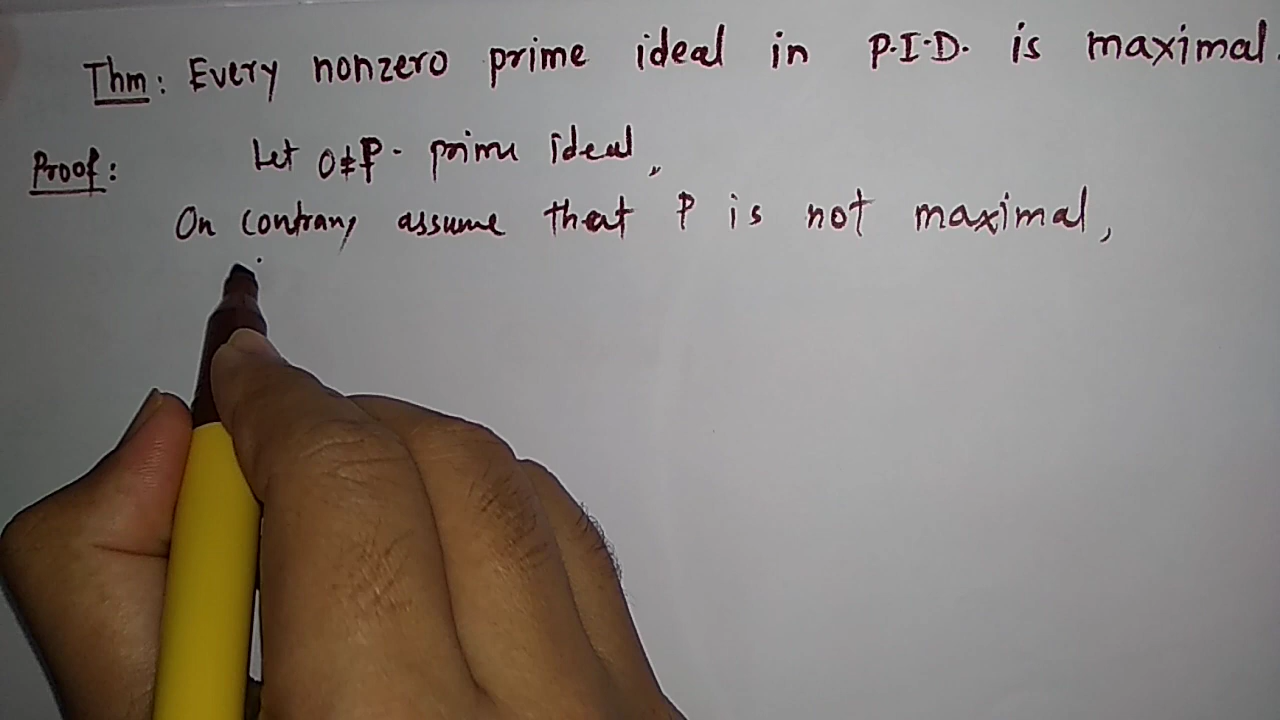 Thm: Every nonzero prime ideal in P.I.D. is maximal.
Proof: Let 0≠P - prime ideal,
On contrary assume that P is not maximal,